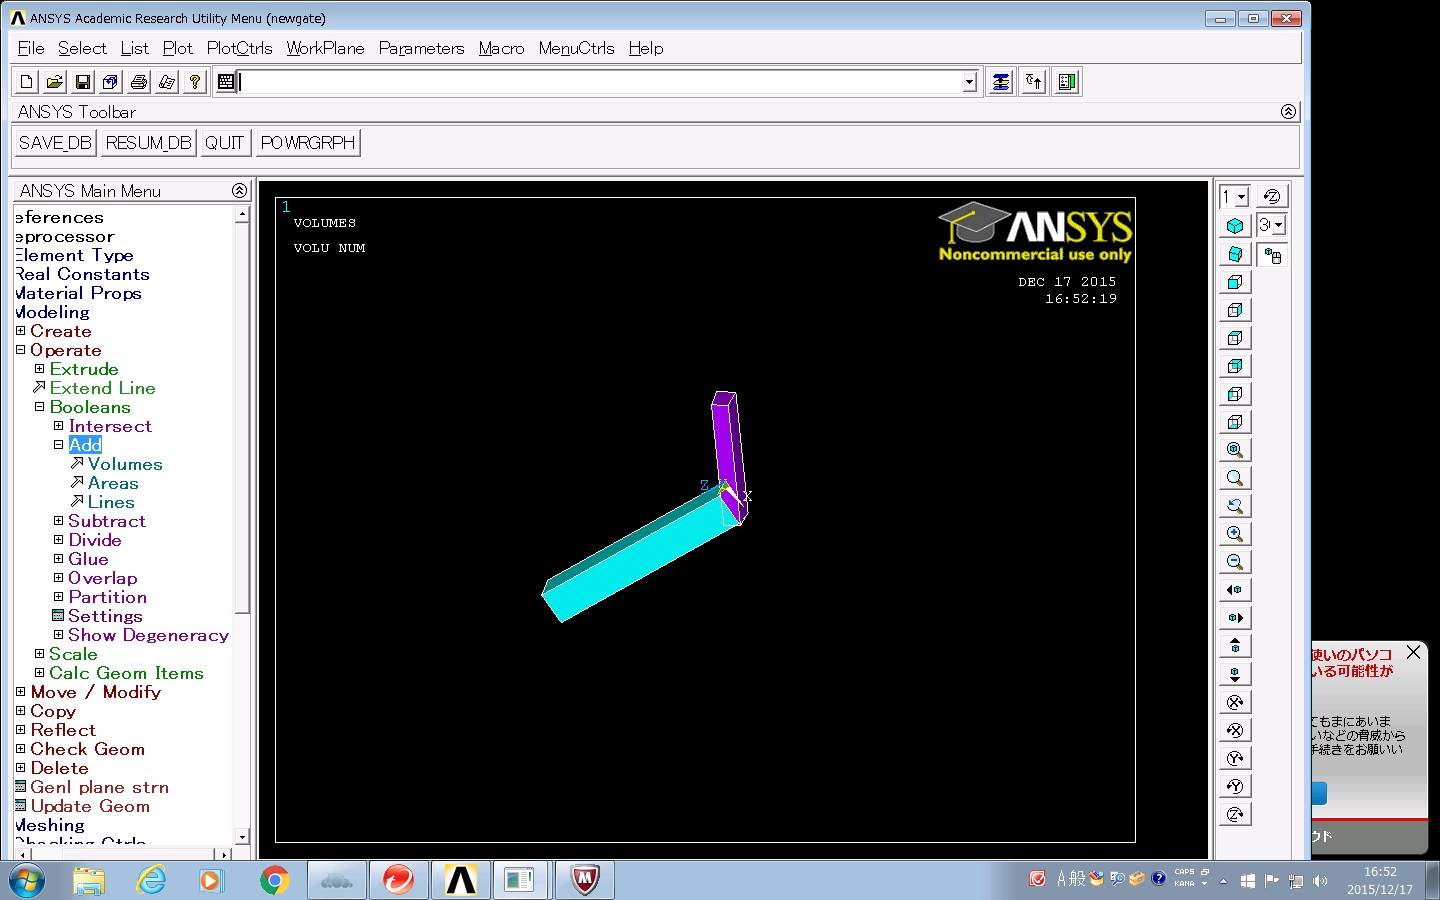 ANSYS Academic Research Utility Menu (newgate)
File Select List Plot PlotCtrls WorkPlane Parameters Macro MenuCtrls Help
ANSYS Toolbar
SAVE_DB RESUM_DB QUIT POWRGRPH
ANSYS Main Menu
eferences
eprocessor
Element Type
Real Constants
Material Props
Modeling
Create
Operate
Extrude
Extend Line
Booleans
Intersect
Add
Volumes
Areas
Lines
Subtract
Divide
Glue
Overlap
Partition
Settings
Show Degeneracy
Scale
Calc Geom Items
Move / Modify
Copy
Reflect
Check Geom
Delete
Genl plane strn
Update Geom
Meshing
Checking Ctrls
1
VOLUMES
VOLU NUM
ANSYS
Noncommercial use only
DEC 17 2015
16:52:19
Z
X
1
3
使いのパソコ
いる可能性が
てもまにあいま
いなどの脅威から
手続きをお願いい
ウド
A 般
CAPS
KANA
16:52
2015/12/17